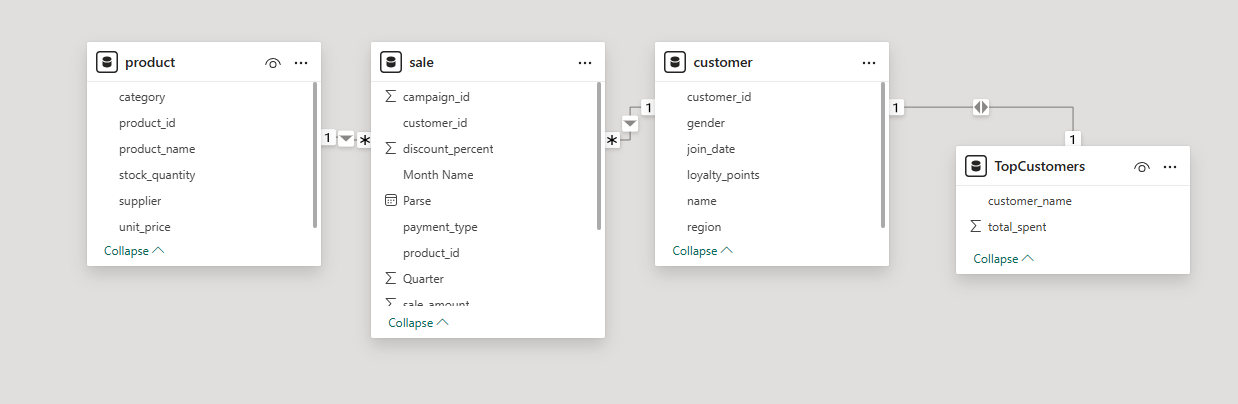 product
category
product_id
product_name
stock_quantity
supplier
unit_price
Collapse
1
*
sale
campaign_id
customer_id
discount_percent
Month Name
Parse
payment_type
product_id
Quarter
sale_amount
Collapse
*
1
customer
customer_id
gender
join_date
loyalty_points
name
region
Collapse
1
1
TopCustomers
customer_name
total_spent
Collapse